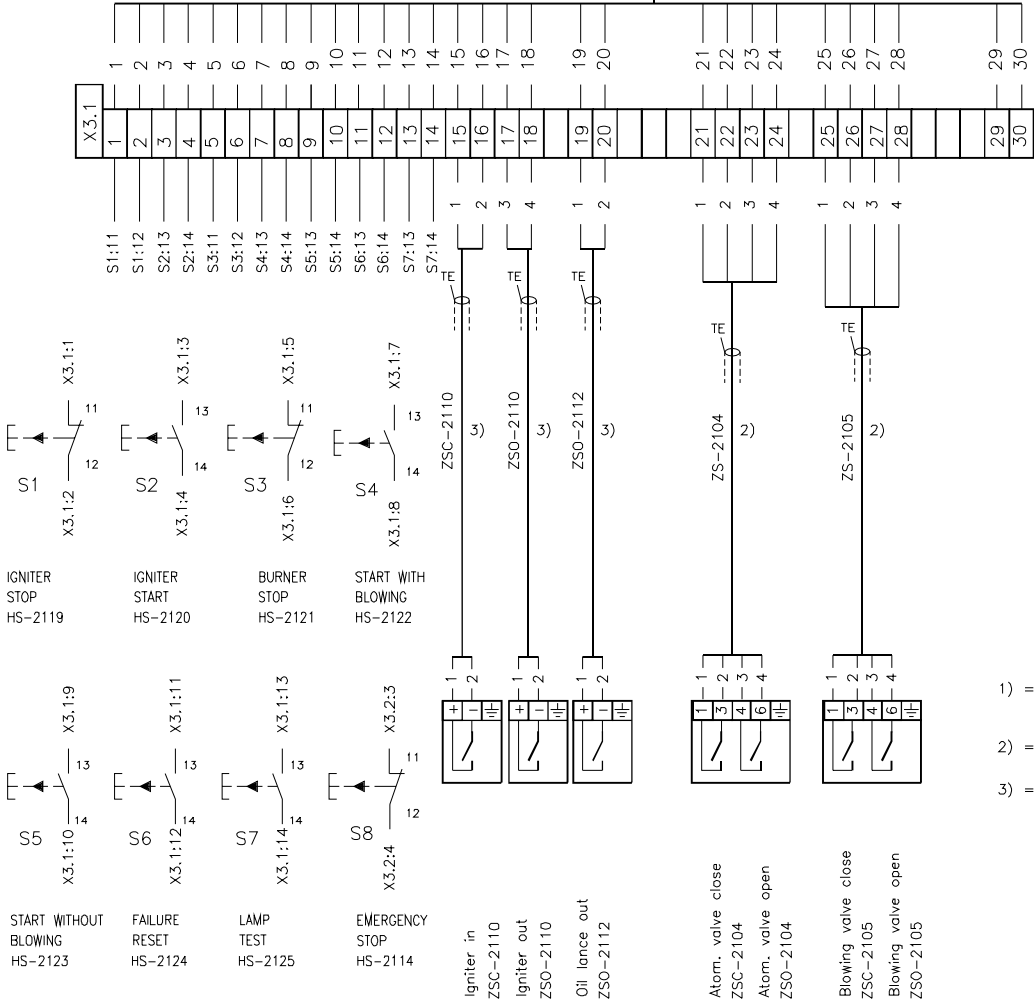 1 2 3 4 5 6 7 8 9 10 11 12 13 14 15 16 17 18 19 20 21 22 23 24 25 26 27 28 29 30
X3.1 1 2 3 4 5 6 7 8 9 10 11 12 13 14 15 16 17 18 19 20 21 22 23 24 25 26 27 28 29 30
S1:11 S1:12 S2:13 S2:14 S3:11 S3:12 S4:13 S4:14 S5:13 S5:14 S6:13 S6:14 S7:13 S7:14
1 2 3 4 1 2 1 2 3 4 1 2 3 4
TE TE TE
TE TE
X3.1:1 X3.1:3 X3.1:5 X3.1:7
11 13 11 13
12 14 12 14
S1 S2 S3 S4
X3.1:2 X3.1:4 X3.1:6 X3.1:8
ZSC-2110 3) ZSO-2110 3) ZSO-2112 3) ZS-2104 2) ZS-2105 2)
IGNITER
STOP
HS-2119
IGNITER
START
HS-2120
BURNER
STOP
HS-2121
START WITH
BLOWING
HS-2122
X3.1:9 X3.1:11 X3.1:13 X3.2:3
13 13 13 11
14 14 14 12
S5 S6 S7 S8
X3.1:10 X3.1:12 X3.1:14 X3.2:4
START WITHOUT
BLOWING
HS-2123
FAILURE
RESET
HS-2124
LAMP
TEST
HS-2125
EMERGENCY
STOP
HS-2114
1 2 1 2 1 2 1 2 3 4 1 2 3 4
+ − + − + − 1 3 4 6 1 3 4 6
1) =
2) =
3) =
Igniter in
ZSC-2110
Igniter out
ZSO-2110
Oil lance out
ZSO-2112
Atom. valve close
ZSC-2104
Atom. valve open
ZSO-2104
Blowing valve close
ZSC-2105
Blowing valve open
ZSO-2105